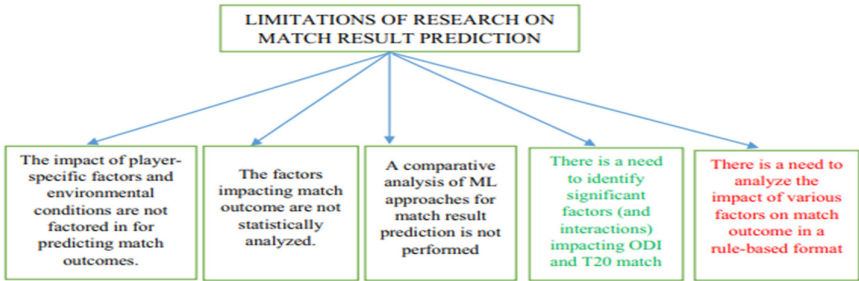 LIMITATIONS OF RESEARCH ON
MATCH RESULT PREDICTION
The impact of player-
specific factors and
environmental
conditions are not
factored in for
predicting match
outcomes.
The factors
impacting match
outcome are not
statistically
analyzed.
A comparative
analysis of ML
approaches for
match result
prediction is not
performed
There is a need
to identify
significant
factors (and
interactions)
impacting ODI
and T20 match
There is a need to
analyze the
impact of various
factors on match
outcome in a
rule-based format